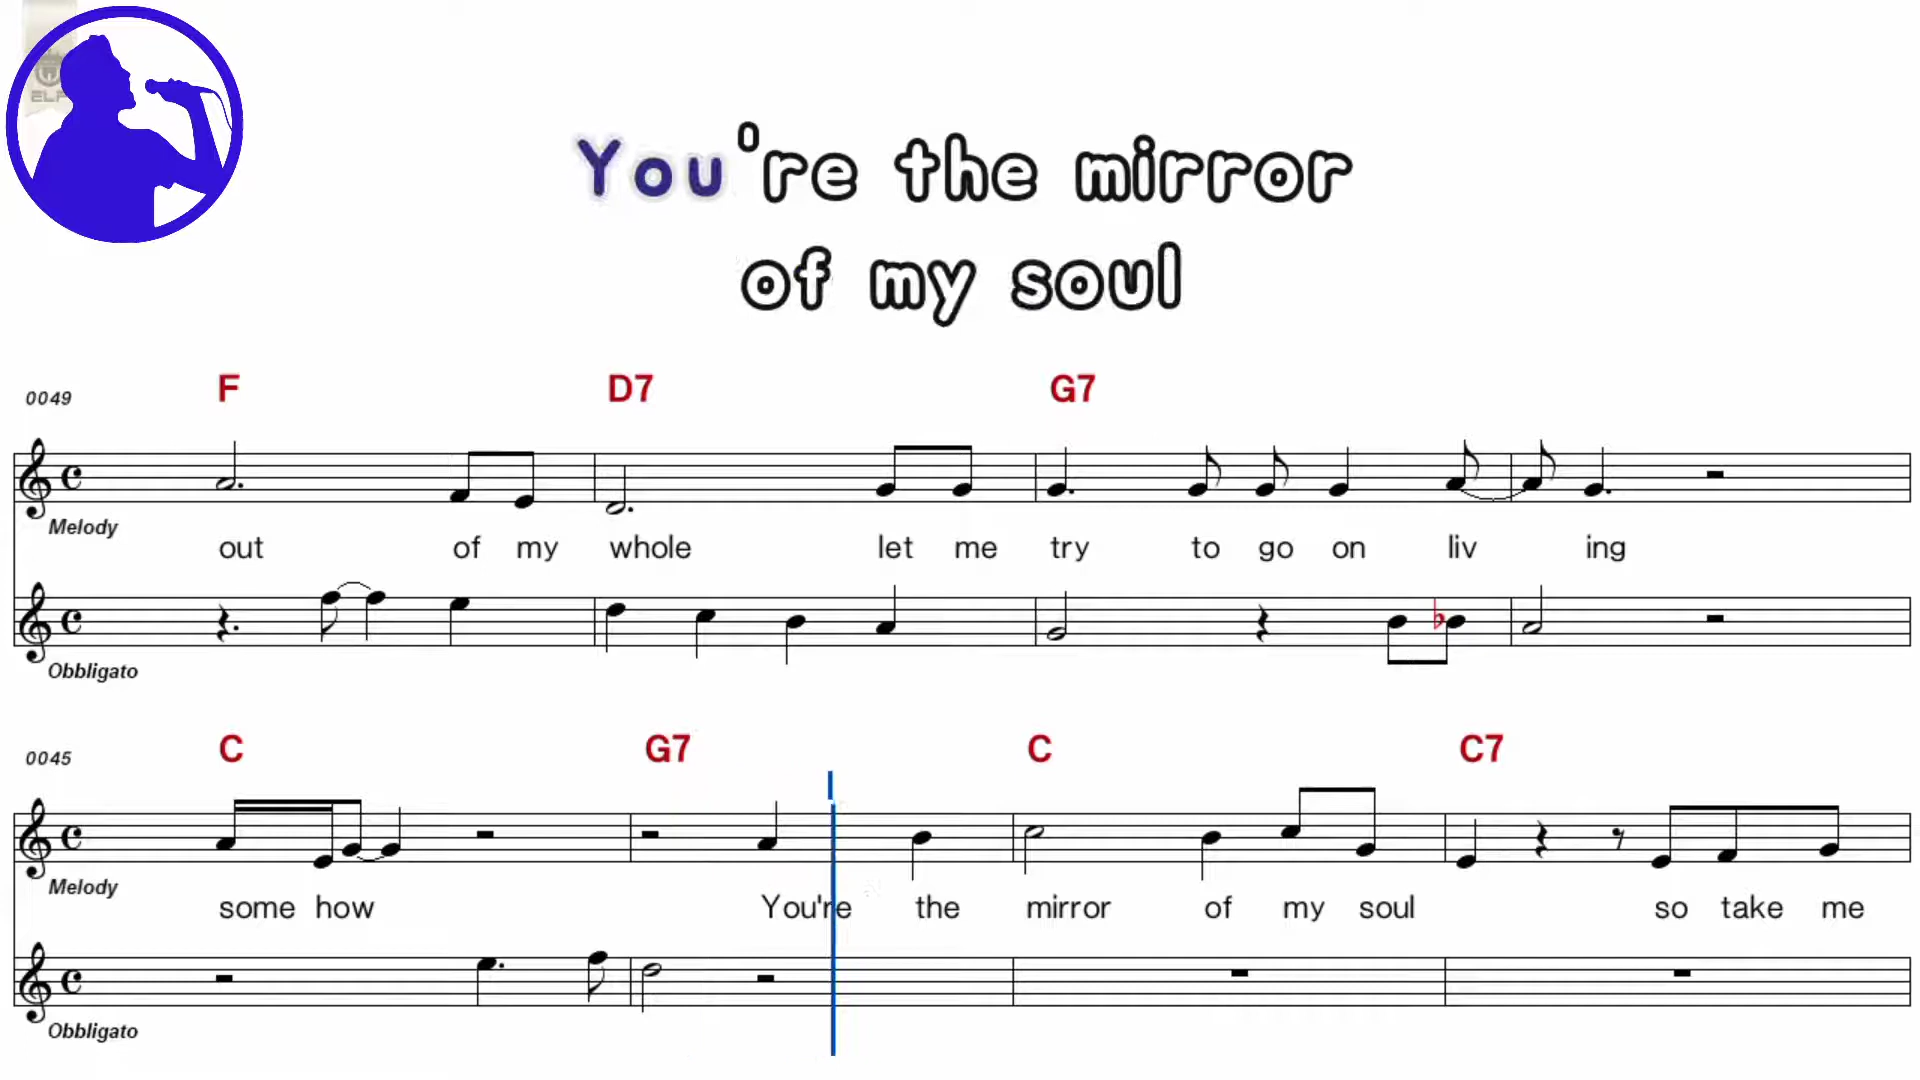 ELF
You're the mirror
of my soul
0049 F D7 G7
Melody
out of my whole let me try to go on liv ing
Obbligato
0045 C G7 C C7
Melody
some how You're the mirror of my soul so take me
Obbligato